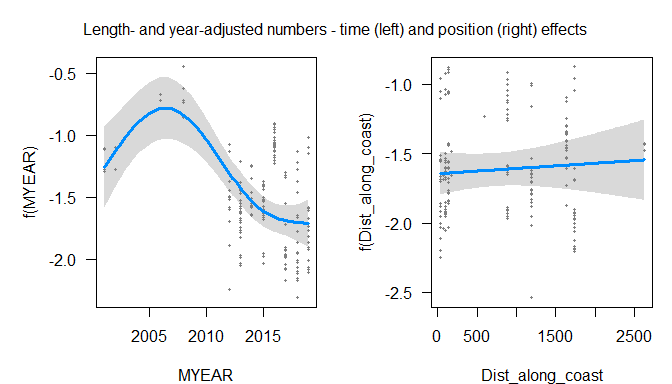 Length- and year-adjusted numbers - time (left) and position (right) effects
f(MYEAR)
-0.5
-1.0
-1.5
-2.0
2005 2010 2015
MYEAR
f(Dist_along_coast)
-1.0
-1.5
-2.0
-2.5
0 500 1500 2500
Dist_along_coast